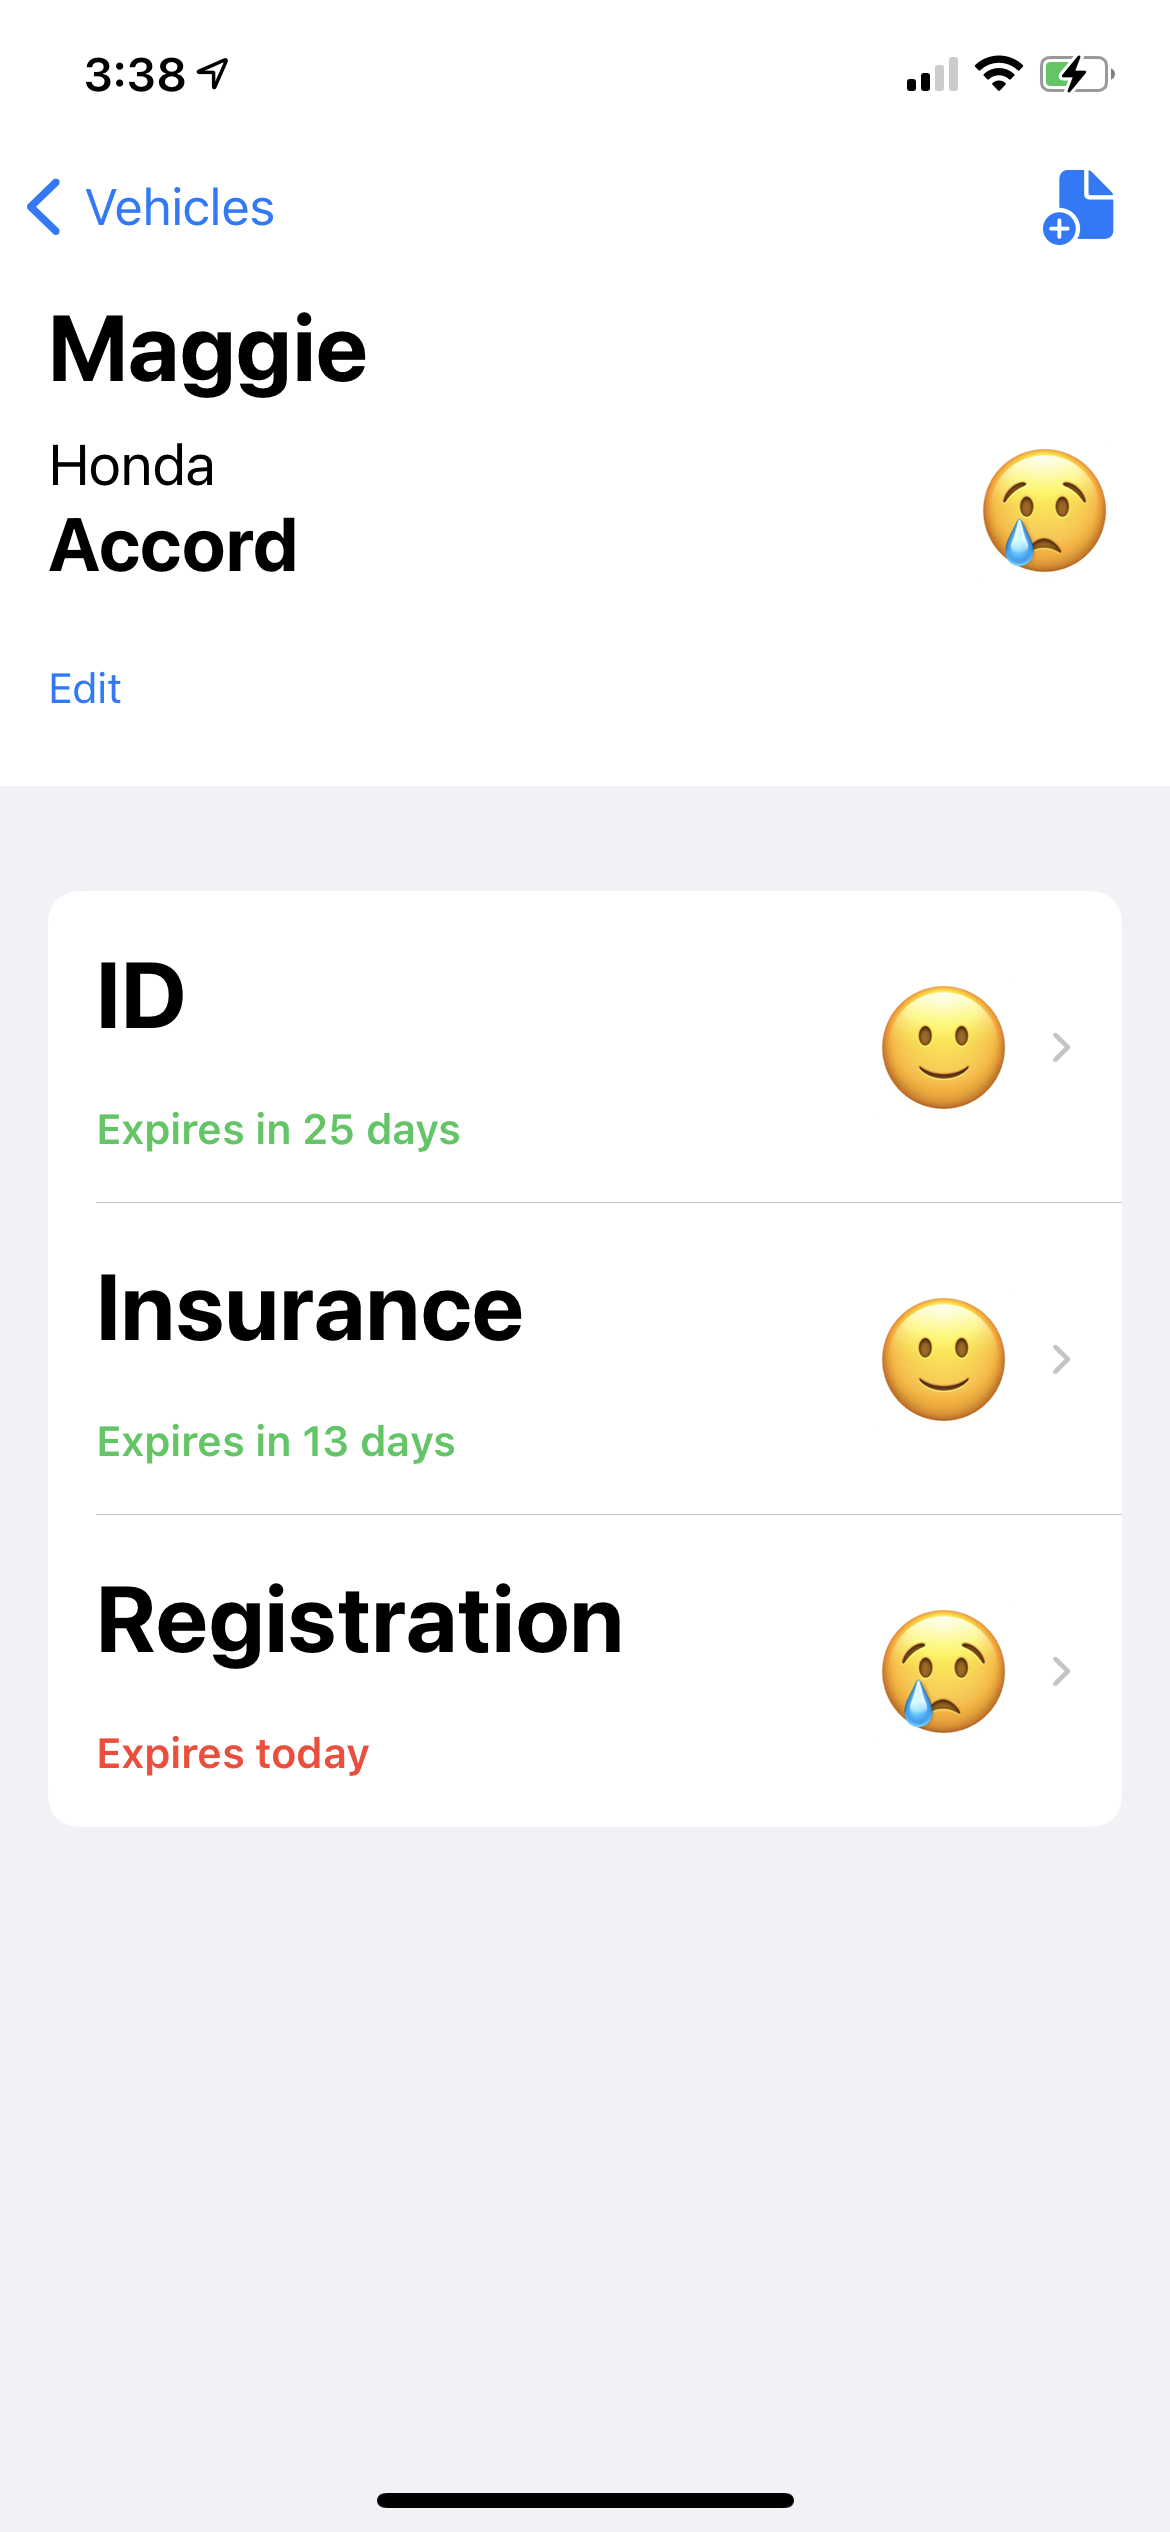 3:38
Vehicles
Maggie
Honda
Accord
Edit
ID
Expires in 25 days
Insurance
Expires in 13 days
Registration
Expires today